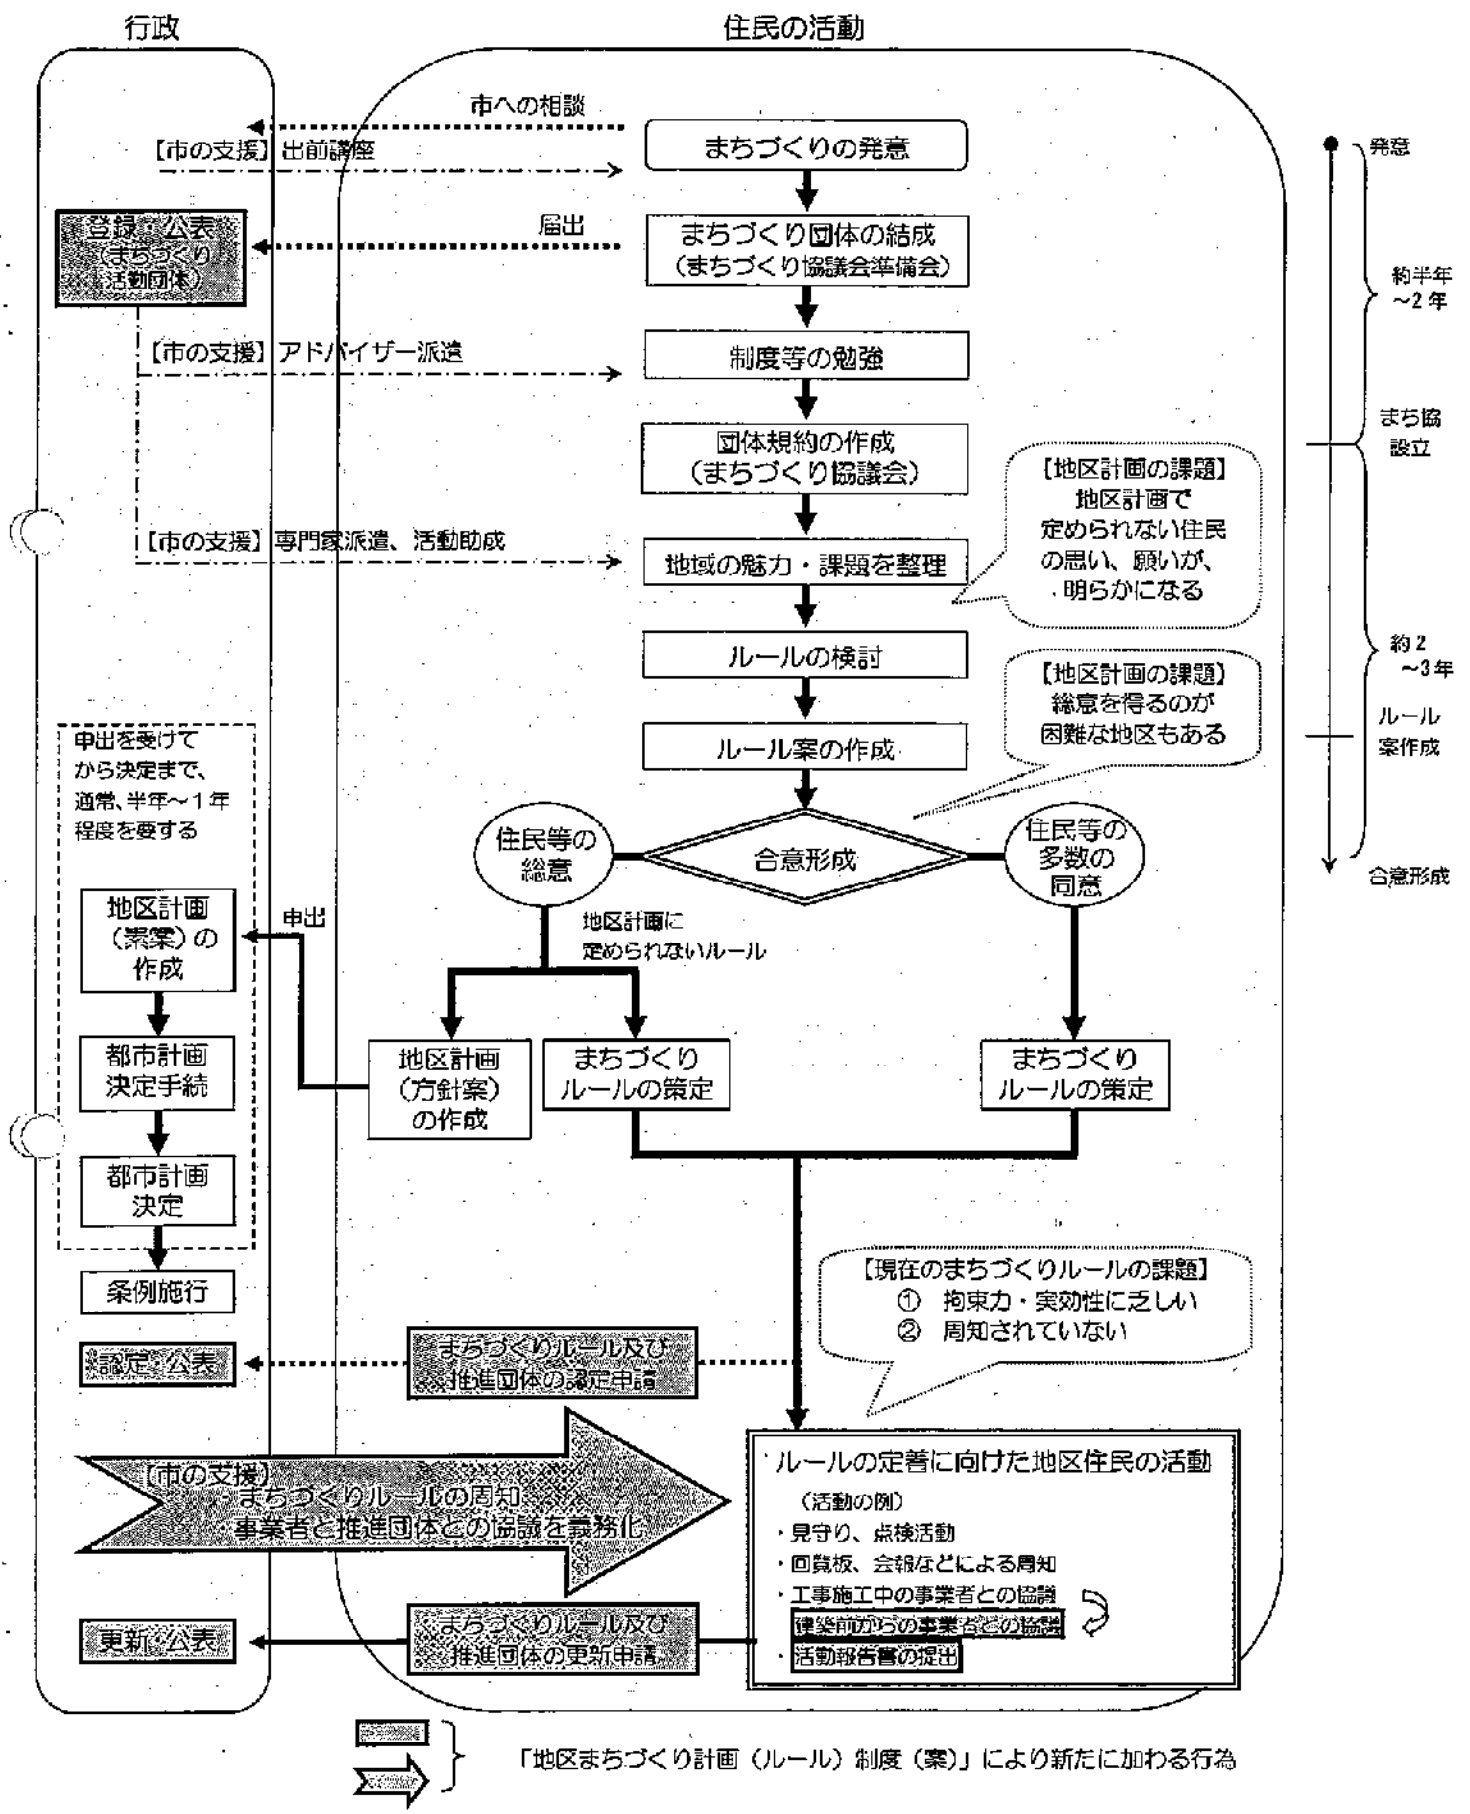 行政
住民の活動
市への相談
【市の支援】出前講座
まちづくりの発意
発意
登録・公表
(まちづくり
活動団体)
届出
まちづくり団体の結成
(まちづくり協議会準備会)
約半年
～2年
【市の支援】アドバイザー派遣
制度等の勉強
団体規約の作成
(まちづくり協議会)
まち協
設立
【地区計画の課題】
地区計画で
定められない住民
の思い、願いが、
明らかになる
【市の支援】専門家派遣、活動助成
地域の魅力・課題を整理
ルールの検討
約2
～3年
【地区計画の課題】
総意を得るのが
困難な地区もある
ルール案の作成
ルール
案作成
申出を受けて
から決定まで、
通常、半年～1年
程度を要する
住民等の
総意
合意形成
住民等の
多数の
同意
合意形成
地区計画
(素案)の
作成
申出
地区計画に
定められないルール
都市計画
決定手続
地区計画
(方針案)
の作成
まちづくり
ルールの策定
まちづくり
ルールの策定
都市計画
決定
条例施行
【現在のまちづくりルールの課題】
① 拘束力・実効性に乏しい
② 周知されていない
認定・公表
まちづくりルール及び
推進団体の認定申請
【市の支援】
・まちづくりルールの周知
・事業者と推進団体との協議を義務化
・ルールの定着に向けた地区住民の活動
(活動の例)
・見守り、点検活動
・回覧板、会報などによる周知
・工事施工中の事業者との協議
建築前からの事業者との協議
・活動報告書の提出
更新・公表
まちづくりルール及び
推進団体の更新申請
「地区まちづくり計画(ルール)制度(案)」により新たに加わる行為